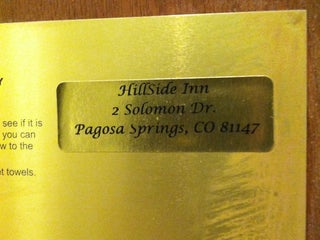 HillSide Inn
2 Solomon Dr.
Pagosa Springs, CO 81147
see if it is
you can
w to the
t towels.